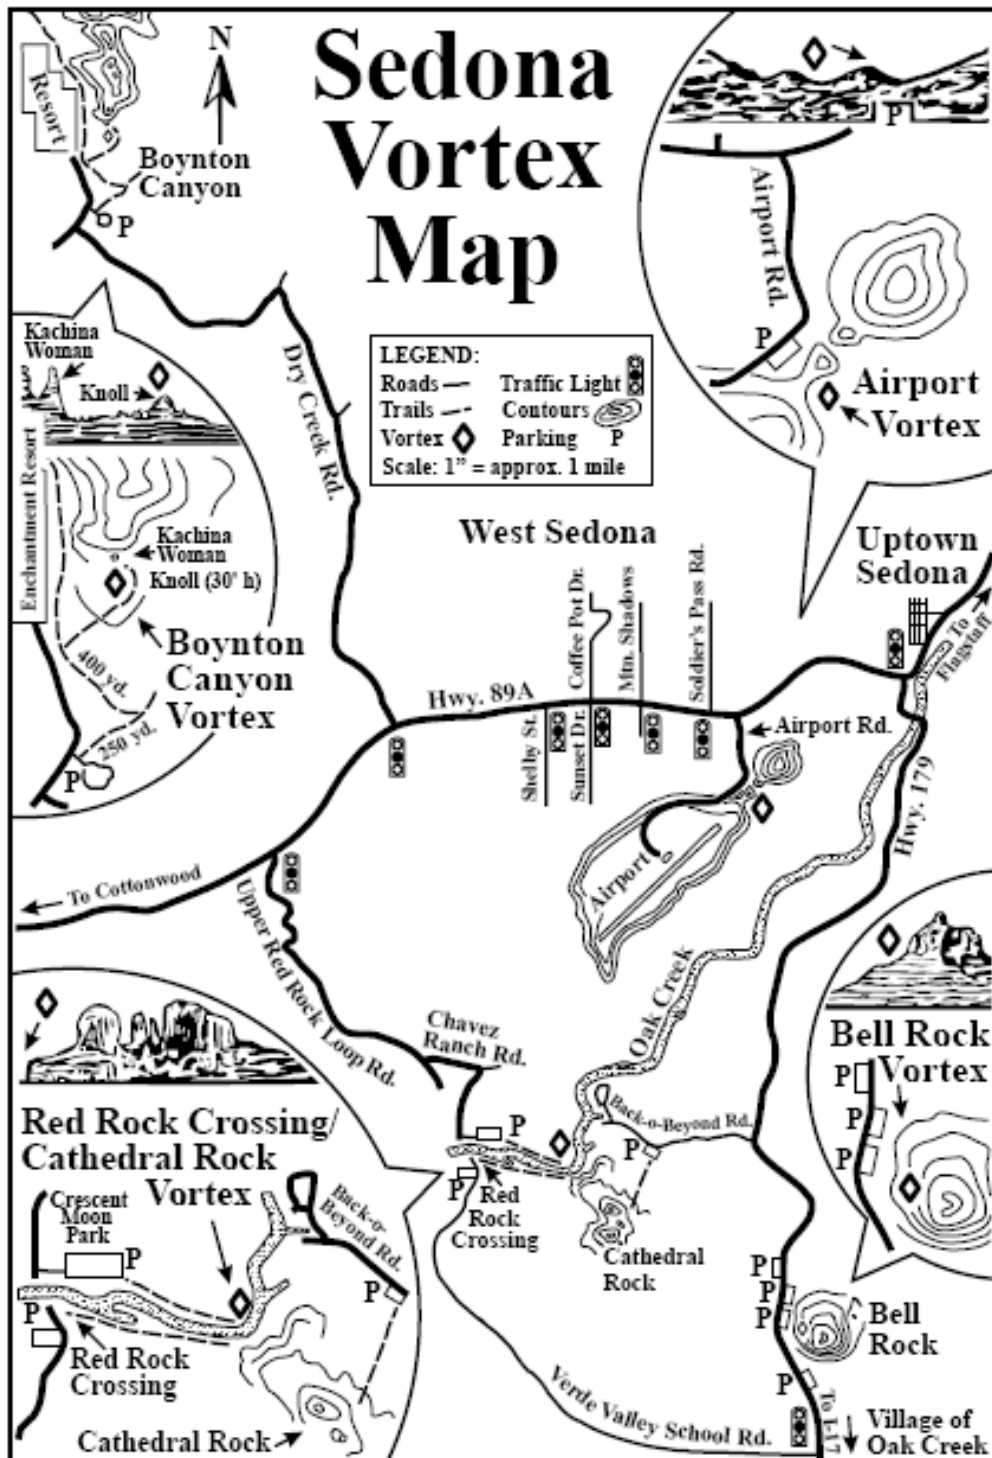 Sedona
Vortex
Map
N
Resort
Boynton
Canyon
P
Dry Creek Rd.
LEGEND:
Roads
Traffic Light
Trails
Contours
Vortex
Parking P
Scale: 1" = approx. 1 mile
P
Airport Rd.
P
Airport
Vortex
Kachina
Woman
Knoll
Enchantment Resort
Kachina
Woman
Knoll (30' h)
Boynton
Canyon
Vortex
400 yd.
250 yd.
P
West Sedona
Uptown
Sedona
To
Flagstaff
Coffee Pot Dr.
Mtn. Shadows
Soldier's Pass Rd.
Hwy. 89A
Shelby St.
Sunset Dr.
Airport Rd.
Hwy. 179
Airport
To Cottonwood
Upper Red Rock Loop Rd.
Chavez
Ranch Rd.
Oak Creek
Back-o-Beyond Rd.
P
P
P
Red
Rock
Crossing
Cathedral
Rock
Bell Rock
Vortex
P
P
P
P
P
P
Bell
Rock
P
To I-17
Village of
Oak Creek
Verde Valley School Rd.
Red Rock Crossing/
Cathedral Rock
Vortex
Crescent
Moon
Park
P
Back-o-
Beyond Rd.
P
P
Red Rock
Crossing
Cathedral Rock